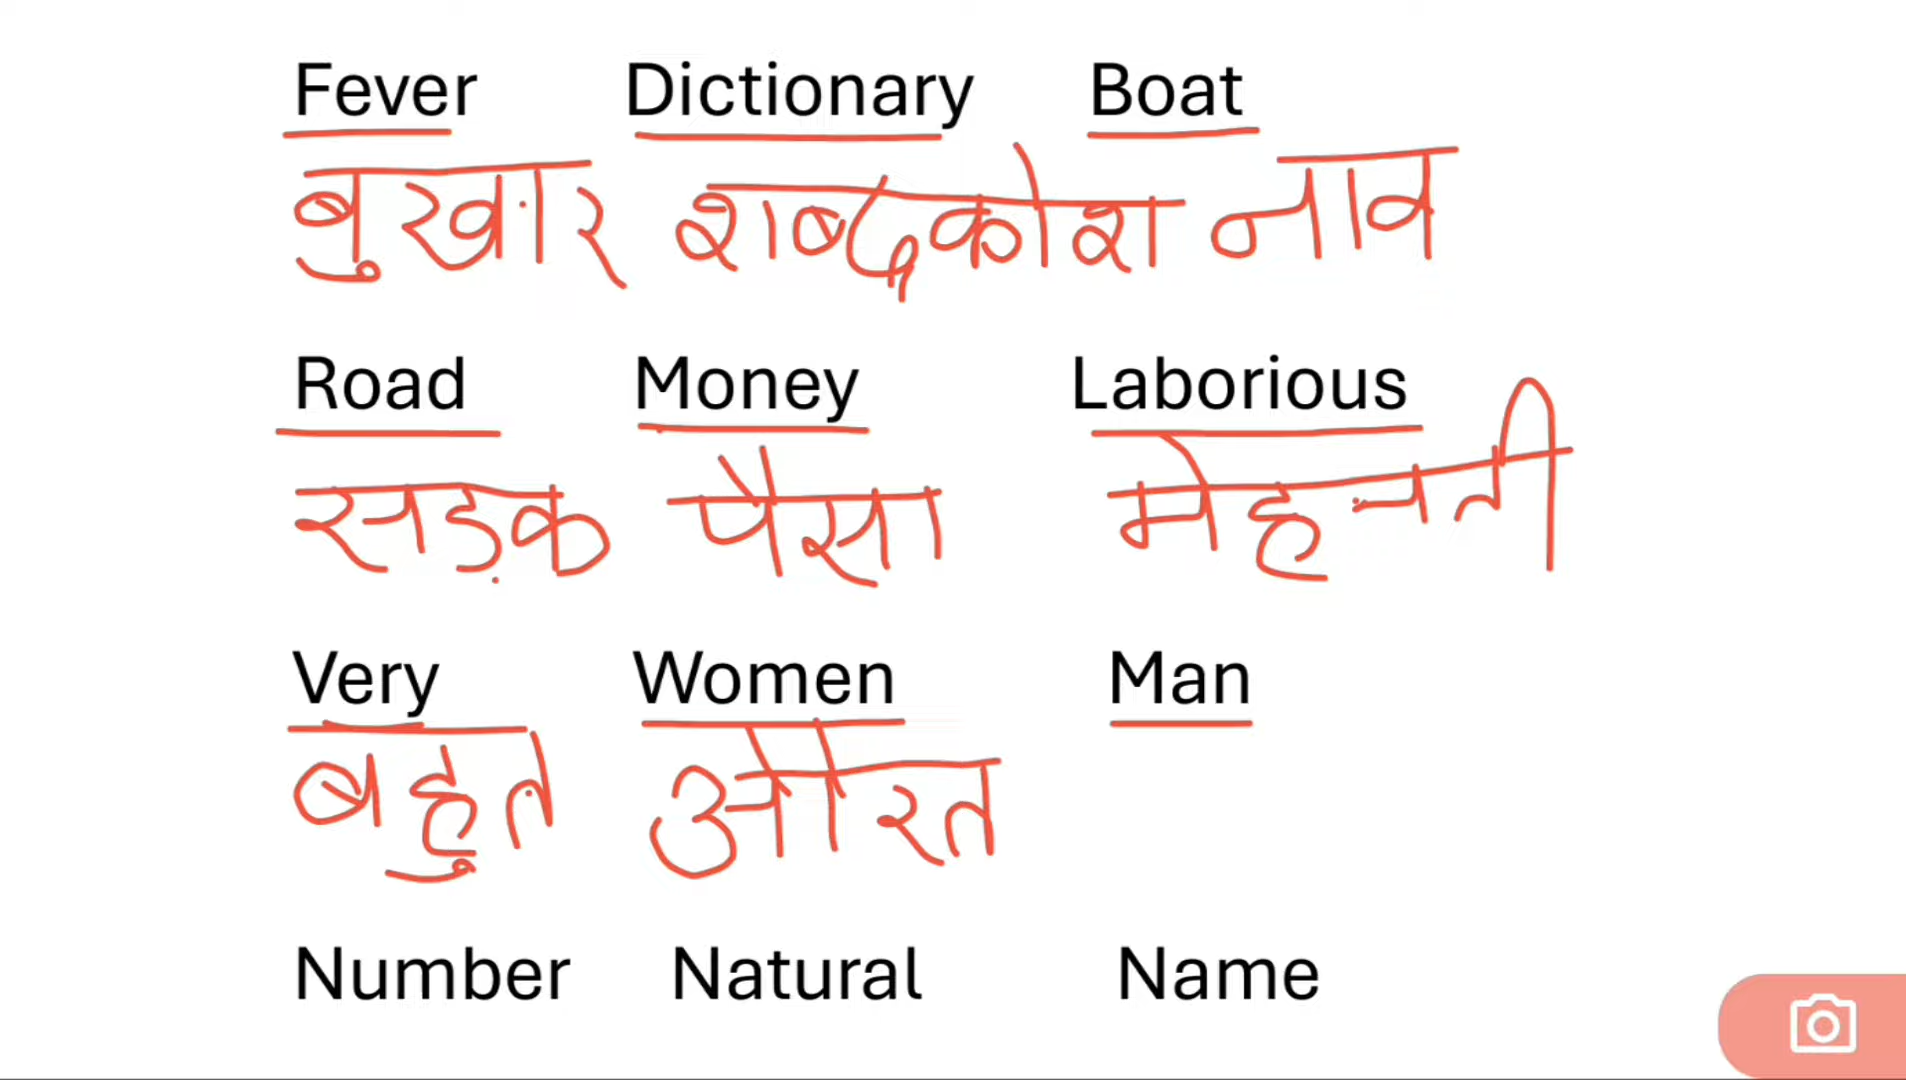 Fever Dictionary Boat
बुखार शब्दकोश नाव
Road Money Laborious
सड़क पैसा मेहनती
Very Women Man
बहुत औरत
Number Natural Name